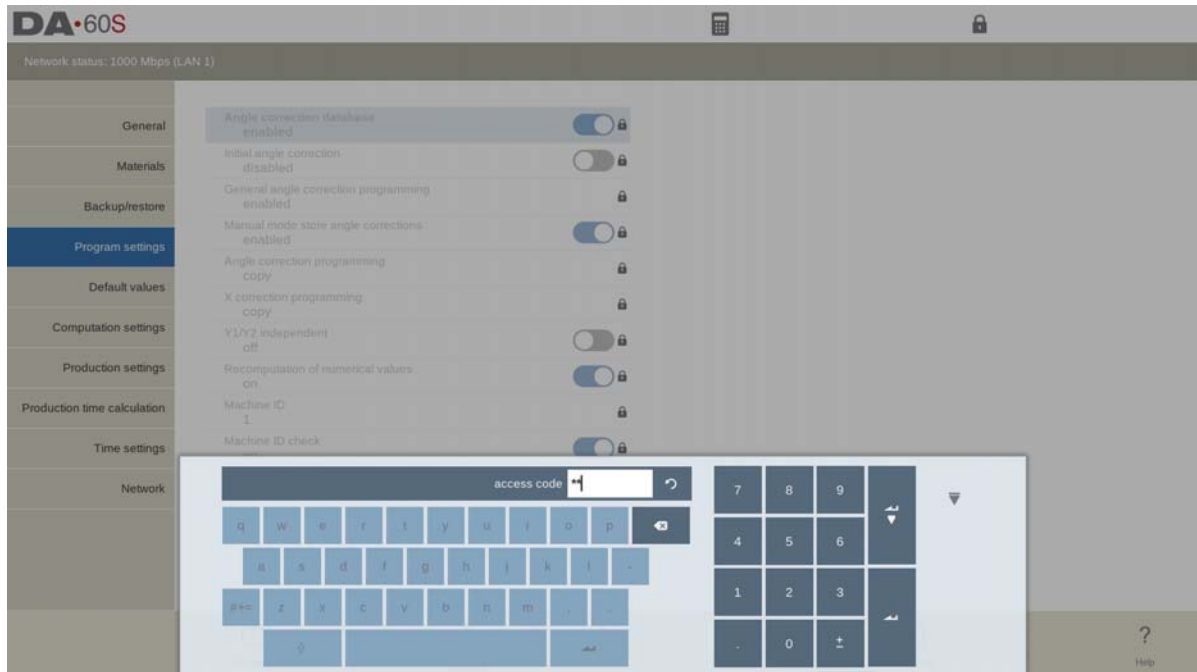 DA•60S
Network status: 1000 Mbps (LAN 1)
General
Materials
Backup/restore
Program settings
Default values
Computation settings
Production settings
Production time calculation
Time settings
Network
Angle correction database
enabled
Initial angle correction
disabled
General angle correction programming
enabled
Manual mode store angle corrections
enabled
Angle correction programming
copy
X correction programming
copy
Y1/Y2 independent
off
Recomputation of numerical values
on
Machine ID
1
Machine ID check
access code **
q w e r t y u i o p
a s d f g h j k l -
#+= z x c v b n m , .
7 8 9
4 5 6
1 2 3
. 0 ±
?
Help